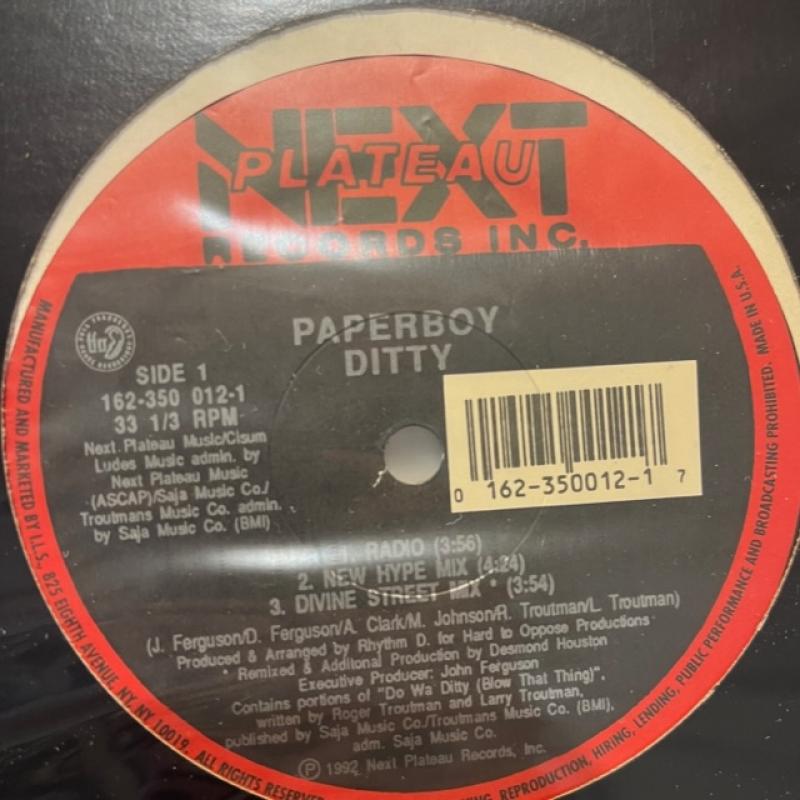 NEXT
PLATEAU
RECORDS INC.
PAPERBOY
DITTY
SIDE 1
162-350 012-1
33 1/3 RPM
Next Plateau Music/Cisum
Ludes Music admin. by
Next Plateau Music
(ASCAP)/Saja Music Co./
Troutmans Music Co. admin.
by Saja Music Co. (BMI)
0 162-350012-1 7
1. RADIO (3:56)
2. NEW HYPE MIX (4:24)
3. DIVINE STREET MIX * (3:54)
(J. Ferguson/D. Ferguson/A. Clark/M. Johnson/R. Troutman/L. Troutman)
Produced & Arranged by Rhythm D. for Hard to Oppose Productions
* Remixed & Additonal Production by Desmond Houston
Executive Producer: John Ferguson
Contains portions of "Do Wa Ditty (Blow That Thing)",
written by Roger Troutman and Larry Troutman,
published by Saja Music Co./Troutmans Music Co. (BMI),
adm. Saja Music Co.
℗ 1992 Next Plateau Records, Inc.
MANUFACTURED AND MARKETED BY I.L.S., 825 EIGHTH AVENUE, NY, NY 10019. ALL RIGHTS RESERVED.
REPRODUCTION, HIRING, LENDING, PUBLIC PERFORMANCE AND BROADCASTING PROHIBITED. MADE IN U.S.A.